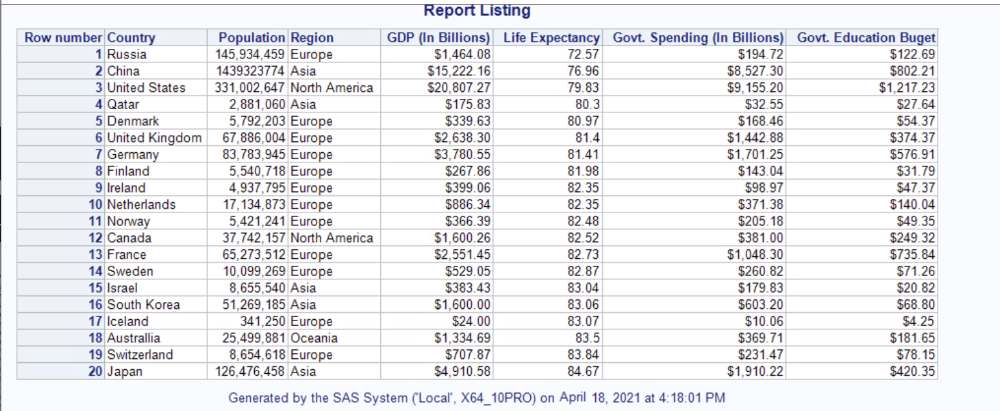 Report Listing
Row number Country Population Region GDP (In Billions) Life Expectancy Govt. Spending (In Billions) Govt. Education Buget
1 Russia 145,934,459 Europe $1,464.08 72.57 $194.72 $122.69
2 China 1439323774 Asia $15,222.16 76.96 $8,527.30 $802.21
3 United States 331,002,647 North America $20,807.27 79.83 $9,155.20 $1,217.23
4 Qatar 2,881,060 Asia $175.83 80.3 $32.55 $27.64
5 Denmark 5,792,203 Europe $339.63 80.97 $168.46 $54.37
6 United Kingdom 67,886,004 Europe $2,638.30 81.4 $1,442.88 $374.37
7 Germany 83,783,945 Europe $3,780.55 81.41 $1,701.25 $576.91
8 Finland 5,540,718 Europe $267.86 81.98 $143.04 $31.79
9 Ireland 4,937,795 Europe $399.06 82.35 $98.97 $47.37
10 Netherlands 17,134,873 Europe $886.34 82.35 $371.38 $140.04
11 Norway 5,421,241 Europe $366.39 82.48 $205.18 $49.35
12 Canada 37,742,157 North America $1,600.26 82.52 $381.00 $249.32
13 France 65,273,512 Europe $2,551.45 82.73 $1,048.30 $735.84
14 Sweden 10,099,269 Europe $529.05 82.87 $260.82 $71.26
15 Israel 8,655,540 Asia $383.43 83.04 $179.83 $20.82
16 South Korea 51,269,185 Asia $1,600.00 83.06 $603.20 $68.80
17 Iceland 341,250 Europe $24.00 83.07 $10.06 $4.25
18 Australlia 25,499,881 Oceania $1,334.69 83.5 $369.71 $181.65
19 Switzerland 8,654,618 Europe $707.87 83.84 $231.47 $78.15
20 Japan 126,476,458 Asia $4,910.58 84.67 $1,910.22 $420.35
Generated by the SAS System ('Local', X64_10PRO) on April 18, 2021 at 4:18:01 PM